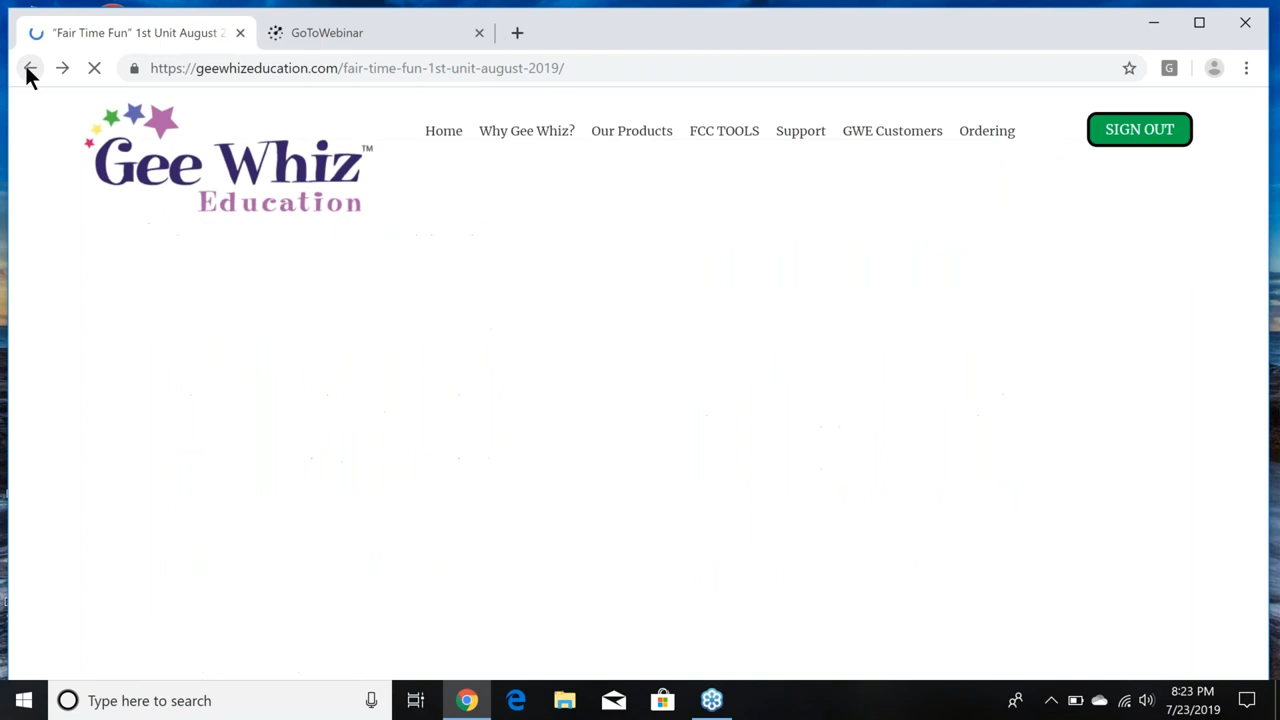 "Fair Time Fun" 1st Unit August 2
GoToWebinar
https://geewhizeducation.com/fair-time-fun-1st-unit-august-2019/
G
Gee Whiz™
Education
Home
Why Gee Whiz?
Our Products
FCC TOOLS
Support
GWE Customers
Ordering
SIGN OUT
Type here to search
8:23 PM
7/23/2019